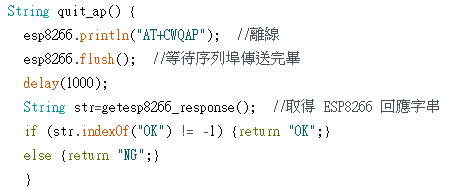 String quit_ap() {
esp8266.println("AT+CWQAP");  //離線
esp8266.flush();  //等待序列埠傳送完畢
delay(1000);
String str=getesp8266_response();  //取得 ESP8266 回應字串
if (str.indexOf("OK") != -1) {return "OK";}
else {return "NG";}
}